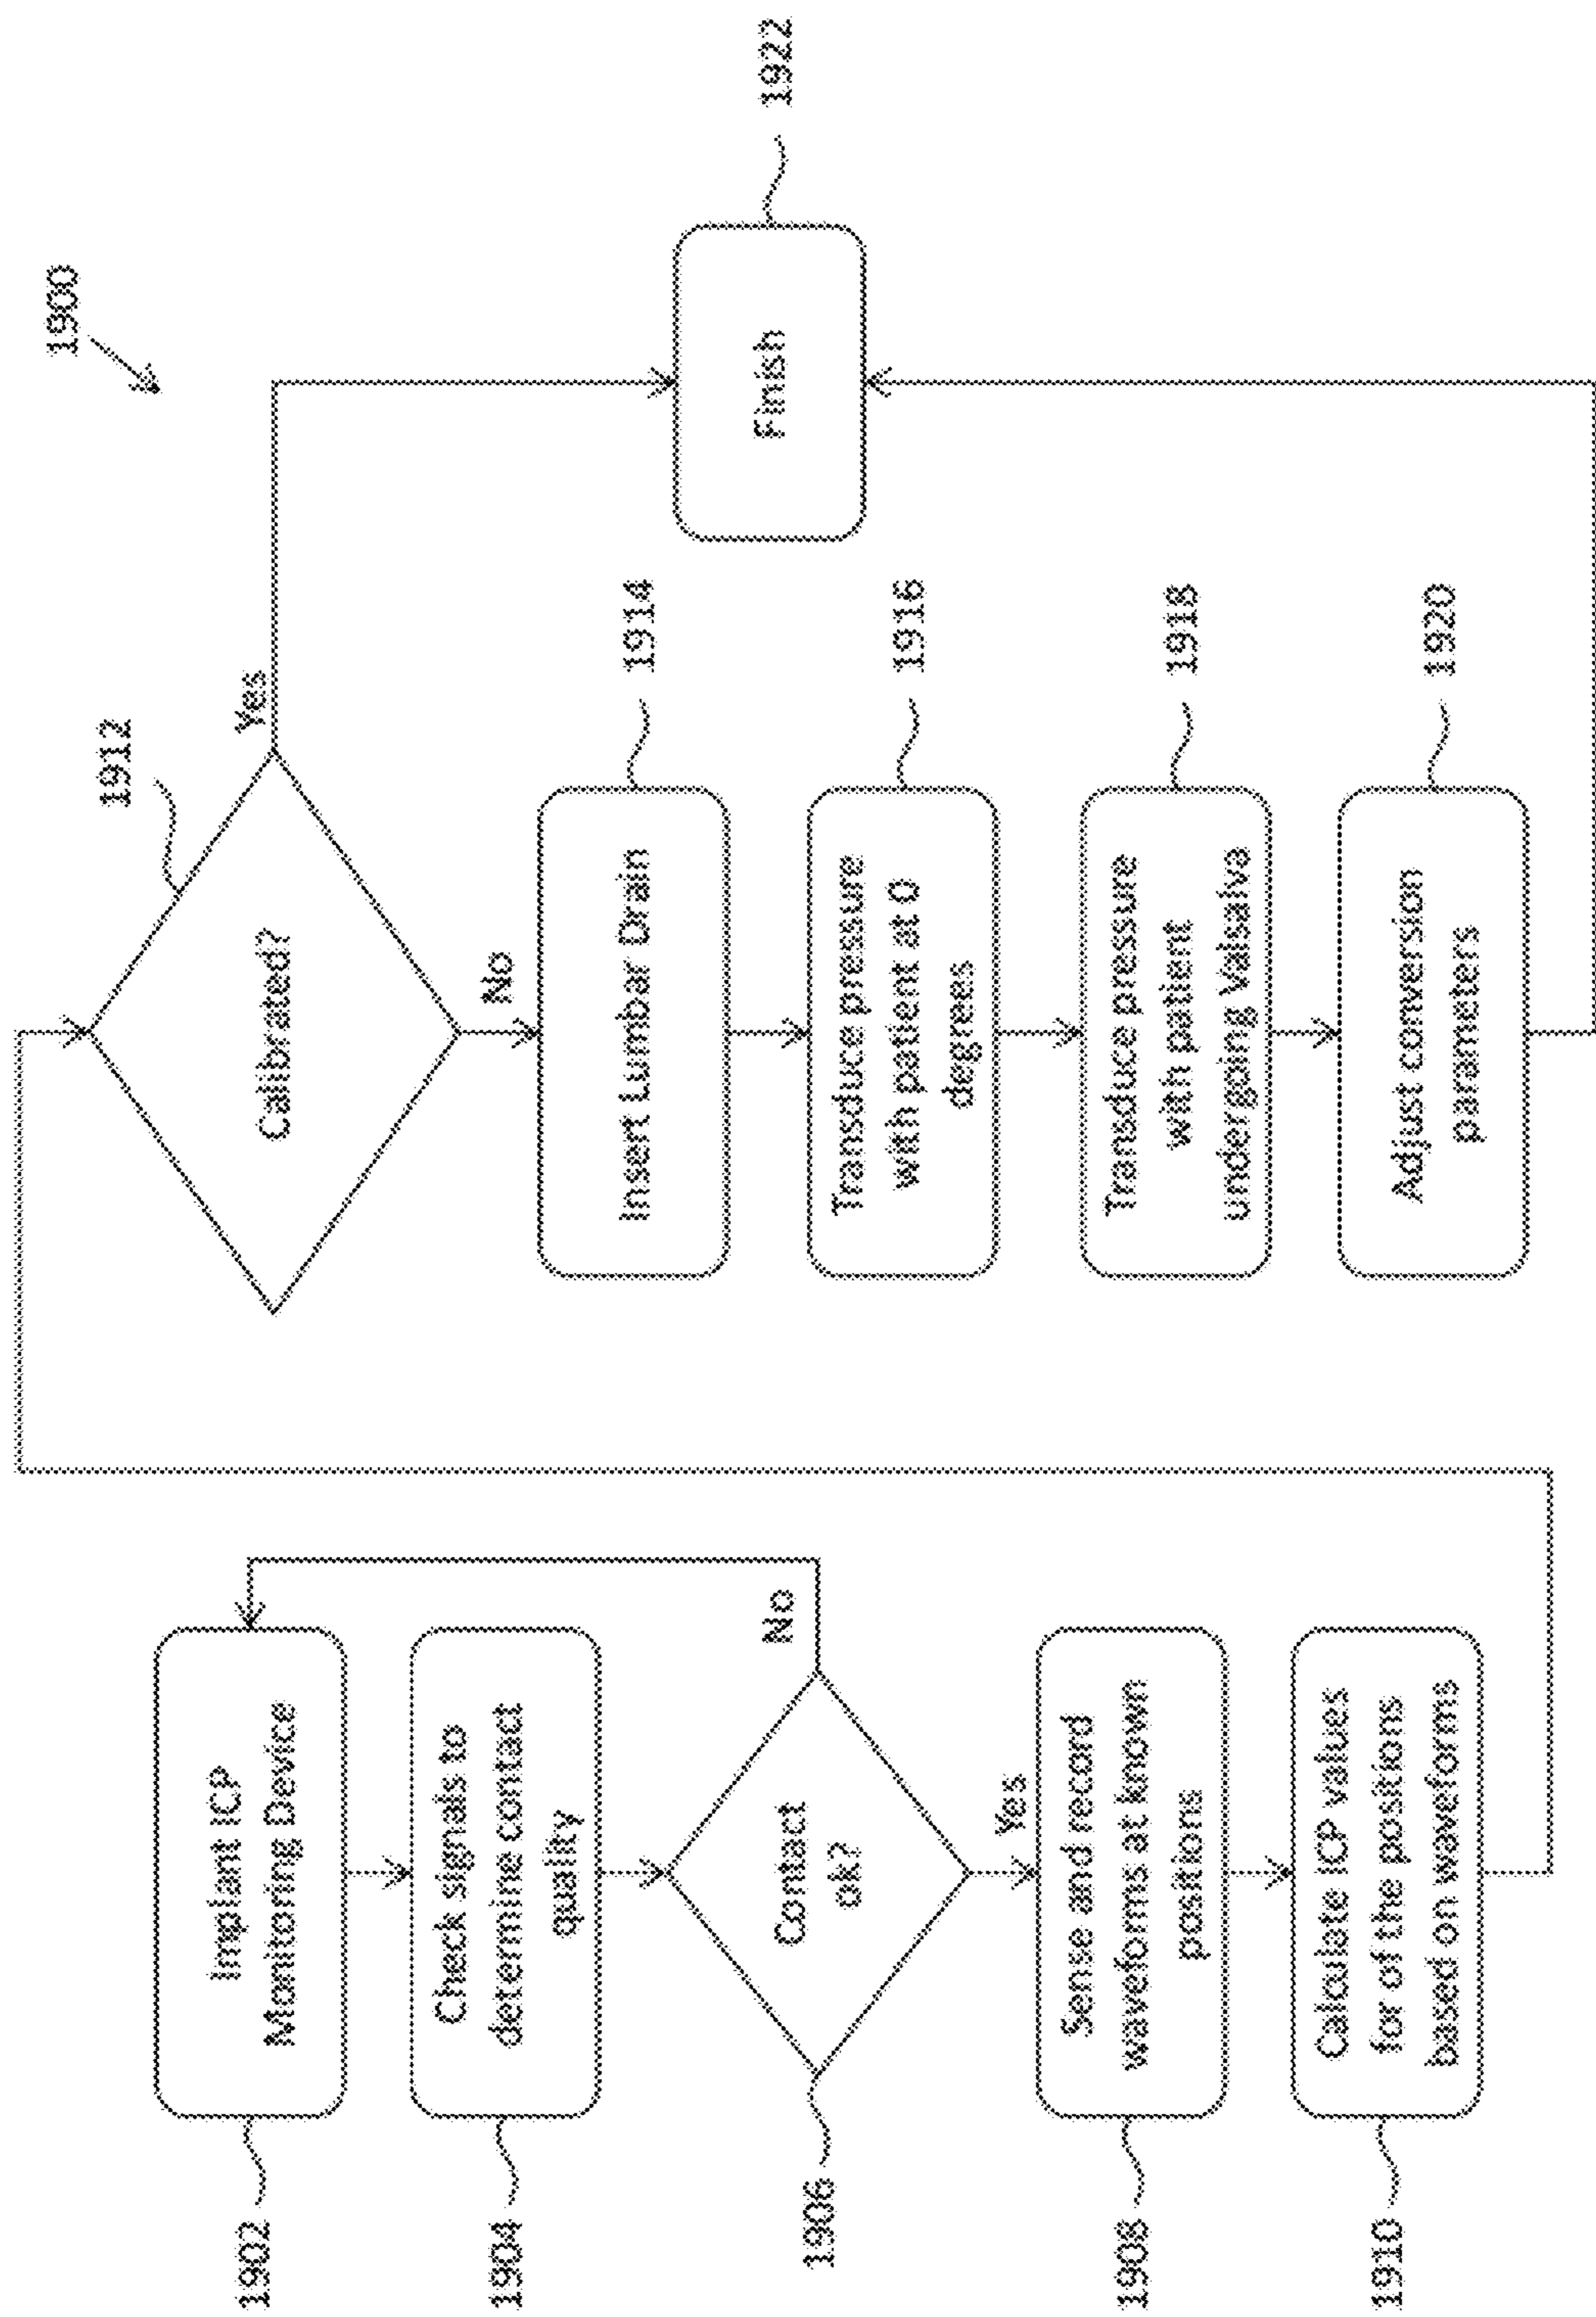 1900
1902
Implant ICP
Monitoring Device
1904
Check signals to
determine contact
quality
1906
Contact
ok?
No
Yes
1908
Sense and record
waveforms at known
positions
1910
Calculate ICP values
for of the positions
based on waveforms
1912
Calibrated?
Yes
No
Insert Lumbar Drain
1914
Transduce pressure
with patient at 0
degrees
1916
Transduce pressure
with patient
undergoing Valsalva
1918
Adjust conversion
parameters
1920
Finish
1922